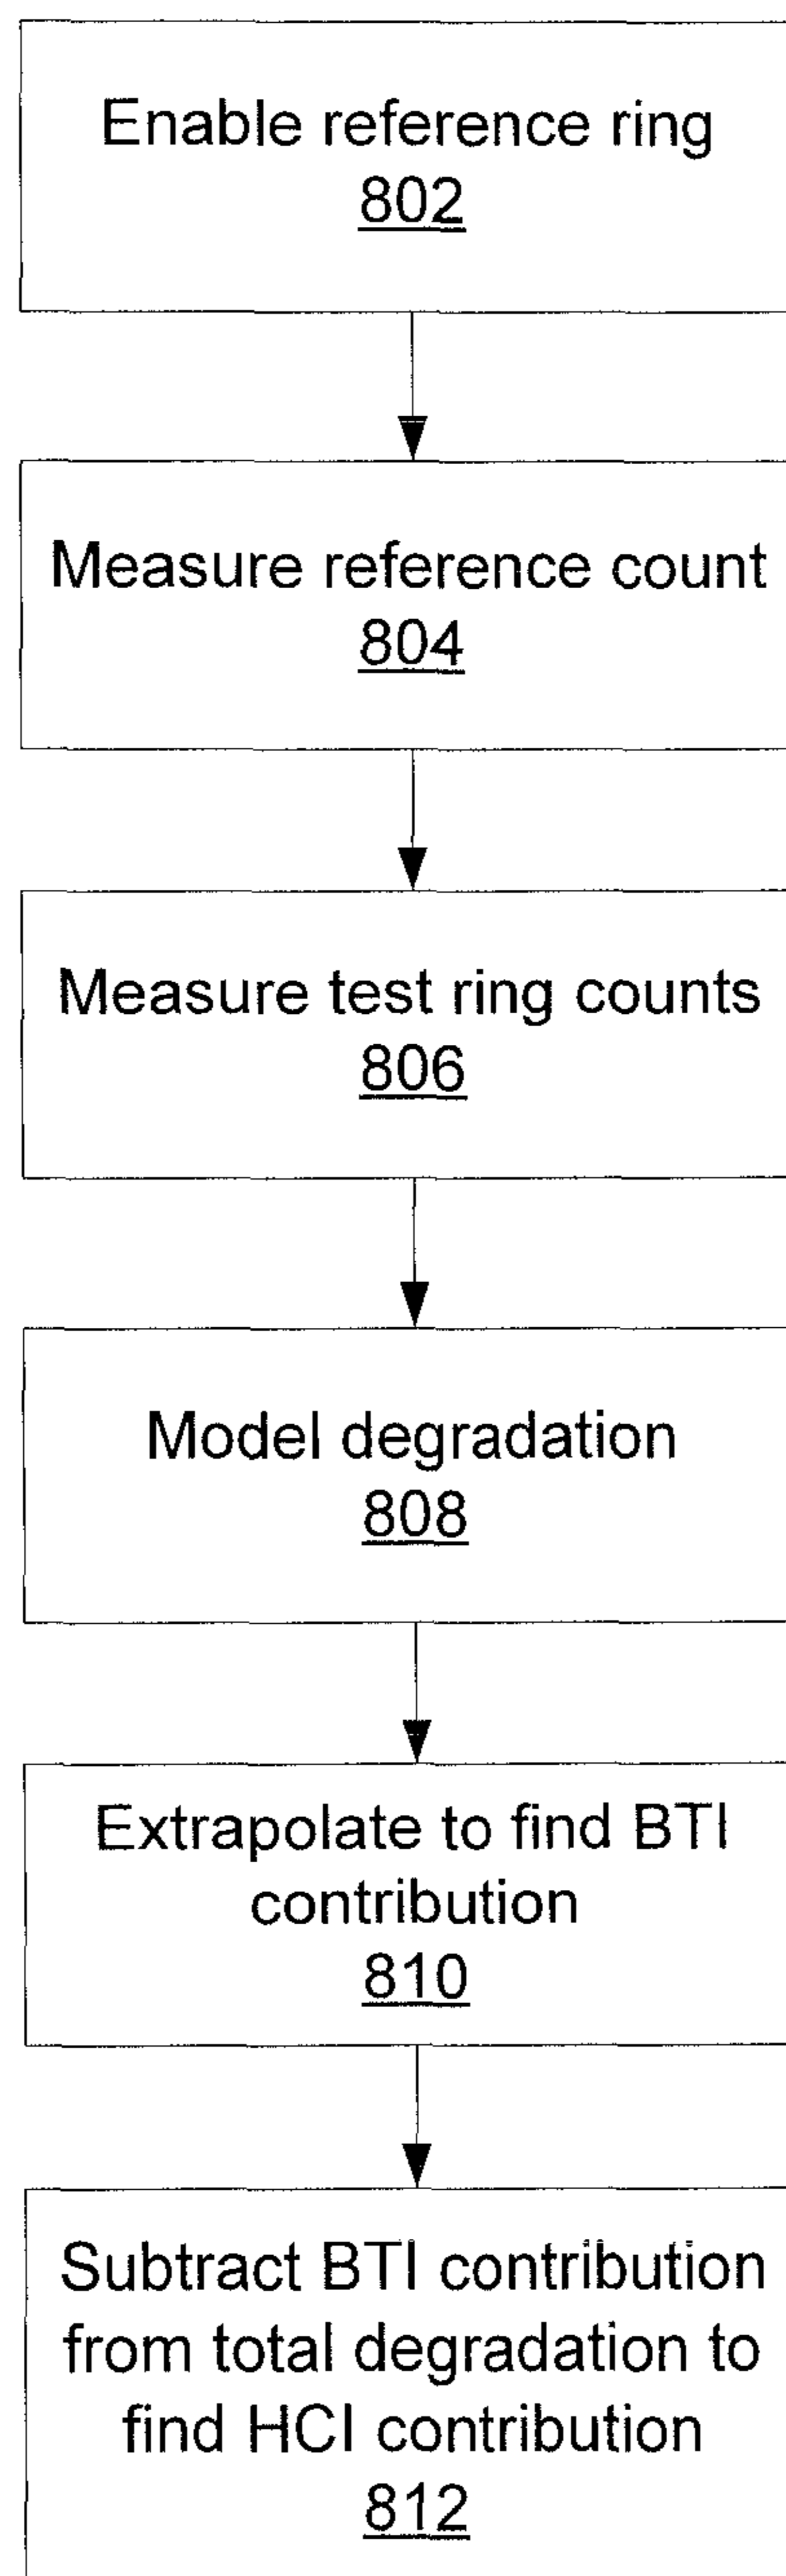 Enable reference ring
802
Measure reference count
804
Measure test ring counts
806
Model degradation
808
Extrapolate to find BTI
contribution
810
Subtract BTI contribution
from total degradation to
find HCI contribution
812